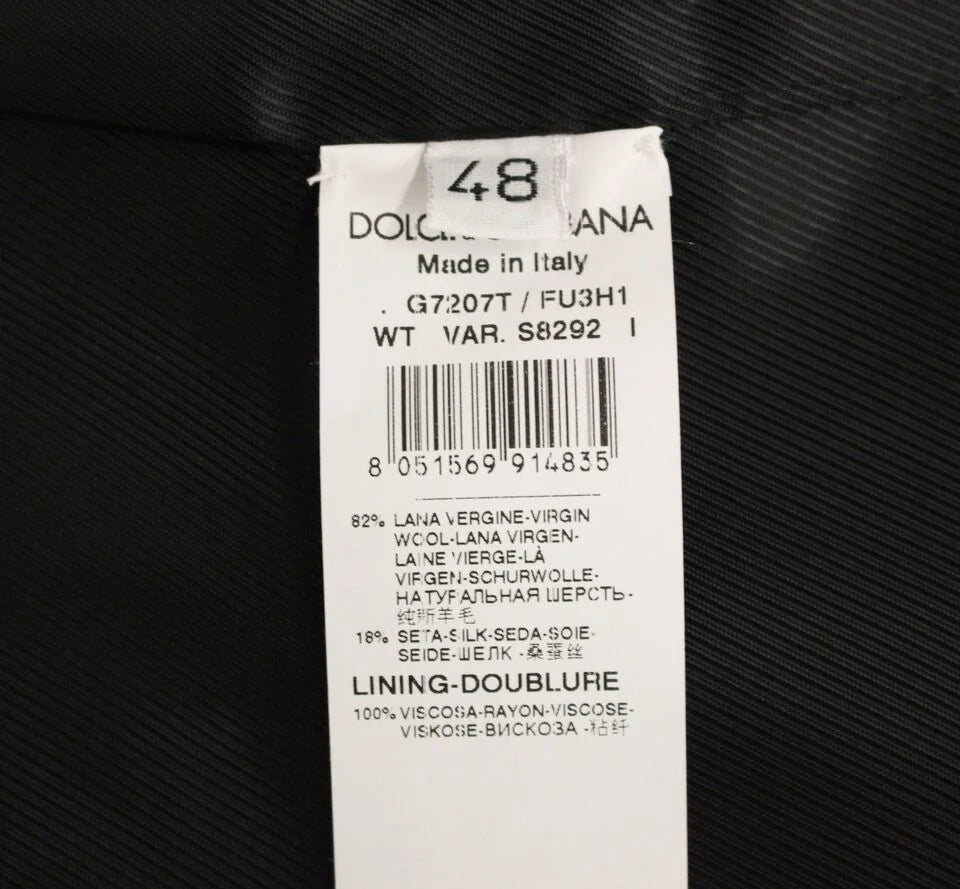 48
Made in Italy
. G7207T / FU3H1
WT VAR. S8292 I
8 051569 914835
82% LANA VERGINE-VIRGIN
WOOL-LANA VIRGEN-
LAINE VIERGE-LÀ
VIRGEN-SCHURWOLLE-
НАТУРАЛЬНАЯ ШЕРСТЬ-
纯新羊毛
18% SETA-SILK-SEDA-SOIE-
SEIDE-ШЕЛК -桑蚕丝
LINING-DOUBLURE
100% VISCOSA-RAYON-VISCOSE-
VISKOSE-ВИСКОЗА -粘纤